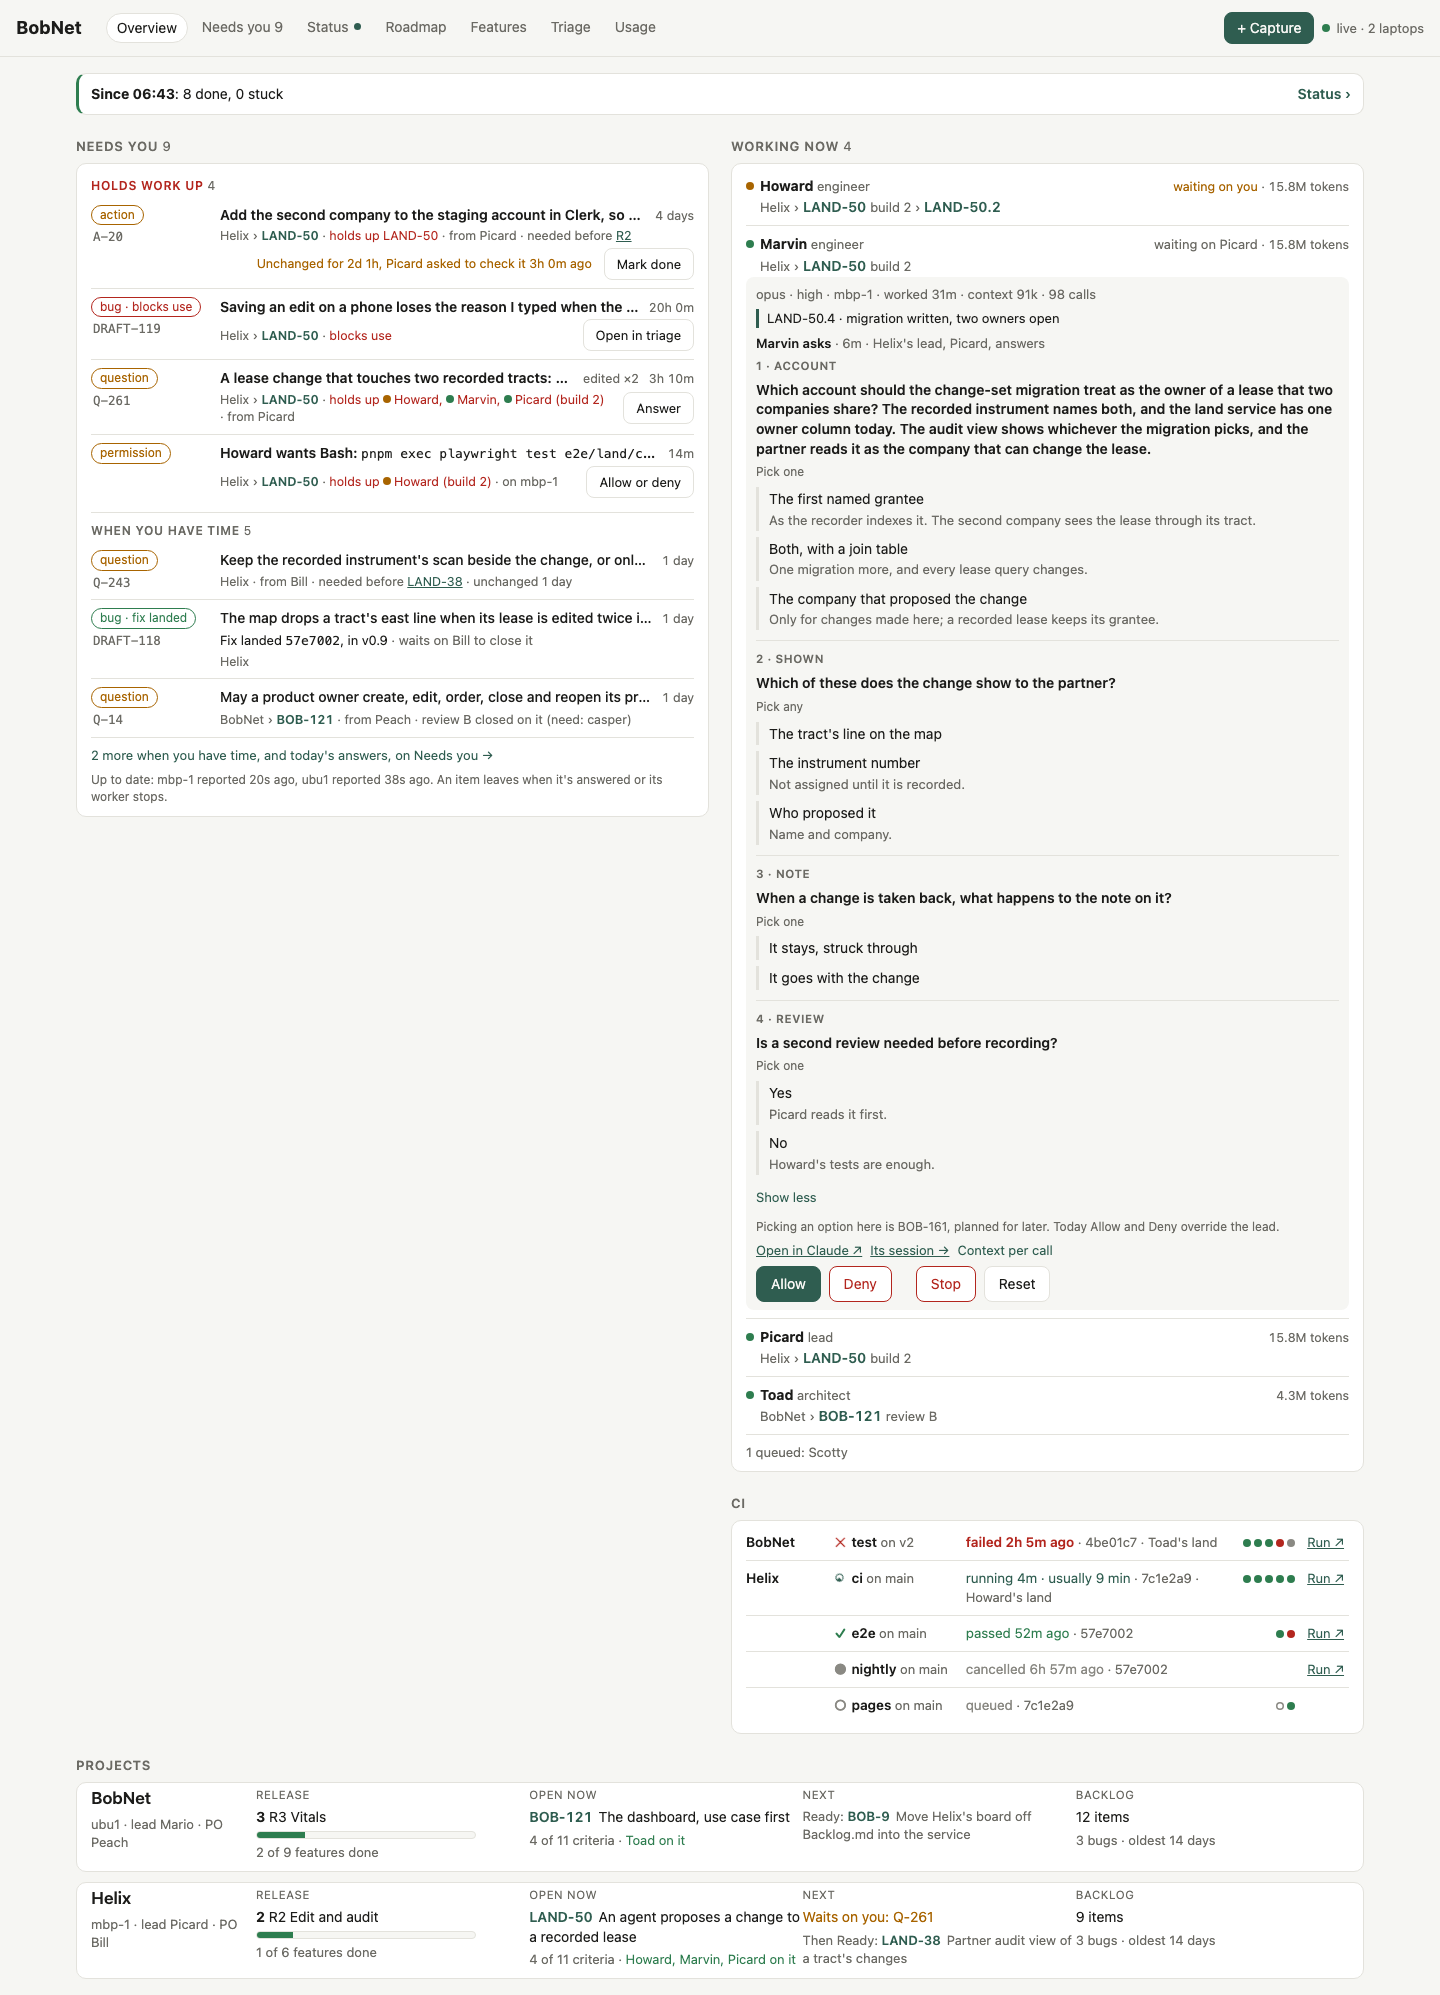 BobNet
Overview
Needs you 9
Status
Roadmap
Features
Triage
Usage
+ Capture
live · 2 laptops
Since 06:43: 8 done, 0 stuck
Status ›
NEEDS YOU 9
HOLDS WORK UP 4
action
Add the second company to the staging account in Clerk, so ...
4 days
A–20
Helix › LAND-50 · holds up LAND-50 · from Picard · needed before R2
Unchanged for 2d 1h, Picard asked to check it 3h 0m ago
Mark done
bug · blocks use
Saving an edit on a phone loses the reason I typed when the ...
20h 0m
DRAFT–119
Helix › LAND-50 · blocks use
Open in triage
question
A lease change that touches two recorded tracts: ...
edited ×2
3h 10m
Q–261
Helix › LAND-50 · holds up Howard, Marvin, Picard (build 2)
· from Picard
Answer
permission
Howard wants Bash: pnpm exec playwright test e2e/land/c...
14m
Helix › LAND-50 · holds up Howard (build 2) · on mbp-1
Allow or deny
WHEN YOU HAVE TIME 5
question
Keep the recorded instrument's scan beside the change, or onl...
1 day
Q–243
Helix · from Bill · needed before LAND-38 · unchanged 1 day
bug · fix landed
The map drops a tract's east line when its lease is edited twice i...
1 day
DRAFT–118
Fix landed 57e7002, in v0.9 · waits on Bill to close it
Helix
question
May a product owner create, edit, order, close and reopen its pr...
1 day
Q–14
BobNet › BOB-121 · from Peach · review B closed on it (need: casper)
2 more when you have time, and today's answers, on Needs you →
Up to date: mbp-1 reported 20s ago, ubu1 reported 38s ago. An item leaves when it's answered or its
worker stops.
WORKING NOW 4
Howard engineer
waiting on you · 15.8M tokens
Helix › LAND-50 build 2 › LAND-50.2
Marvin engineer
waiting on Picard · 15.8M tokens
Helix › LAND-50 build 2
opus · high · mbp-1 · worked 31m · context 91k · 98 calls
LAND-50.4 · migration written, two owners open
Marvin asks · 6m · Helix's lead, Picard, answers
1 · ACCOUNT
Which account should the change-set migration treat as the owner of a lease that two
companies share? The recorded instrument names both, and the land service has one
owner column today. The audit view shows whichever the migration picks, and the
partner reads it as the company that can change the lease.
Pick one
The first named grantee
As the recorder indexes it. The second company sees the lease through its tract.
Both, with a join table
One migration more, and every lease query changes.
The company that proposed the change
Only for changes made here; a recorded lease keeps its grantee.
2 · SHOWN
Which of these does the change show to the partner?
Pick any
The tract's line on the map
The instrument number
Not assigned until it is recorded.
Who proposed it
Name and company.
3 · NOTE
When a change is taken back, what happens to the note on it?
Pick one
It stays, struck through
It goes with the change
4 · REVIEW
Is a second review needed before recording?
Pick one
Yes
Picard reads it first.
No
Howard's tests are enough.
Show less
Picking an option here is BOB-161, planned for later. Today Allow and Deny override the lead.
Open in Claude ↗ Its session → Context per call
Allow
Deny
Stop
Reset
Picard lead
15.8M tokens
Helix › LAND-50 build 2
Toad architect
4.3M tokens
BobNet › BOB-121 review B
1 queued: Scotty
CI
BobNet
test on v2
failed 2h 5m ago · 4be01c7 · Toad's land
Run ↗
Helix
ci on main
running 4m · usually 9 min · 7c1e2a9 ·
Howard's land
Run ↗
e2e on main
passed 52m ago · 57e7002
Run ↗
nightly on main
cancelled 6h 57m ago · 57e7002
Run ↗
pages on main
queued · 7c1e2a9
PROJECTS
BobNet
ubu1 · lead Mario · PO
Peach
RELEASE
3 R3 Vitals
2 of 9 features done
OPEN NOW
BOB-121 The dashboard, use case first
4 of 11 criteria · Toad on it
NEXT
Ready: BOB-9 Move Helix's board off
Backlog.md into the service
BACKLOG
12 items
3 bugs · oldest 14 days
Helix
mbp-1 · lead Picard · PO
Bill
RELEASE
2 R2 Edit and audit
1 of 6 features done
OPEN NOW
LAND-50 An agent proposes a change to
a recorded lease
4 of 11 criteria · Howard, Marvin, Picard on it
NEXT
Waits on you: Q-261
Then Ready: LAND-38 Partner audit view of
a tract's changes
BACKLOG
9 items
3 bugs · oldest 14 days